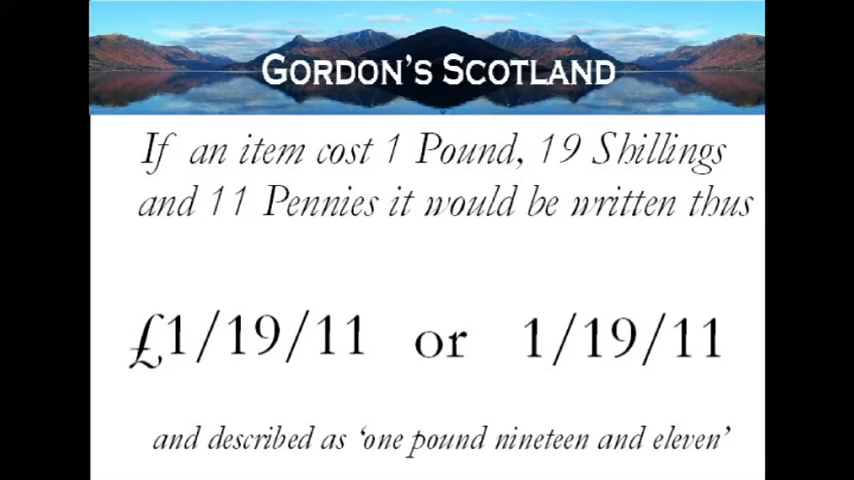 GORDON'S SCOTLAND
If an item cost 1 Pound, 19 Shillings
and 11 Pennies it would be written thus
£1/19/11 or 1/19/11
and described as ‘one pound nineteen and eleven’